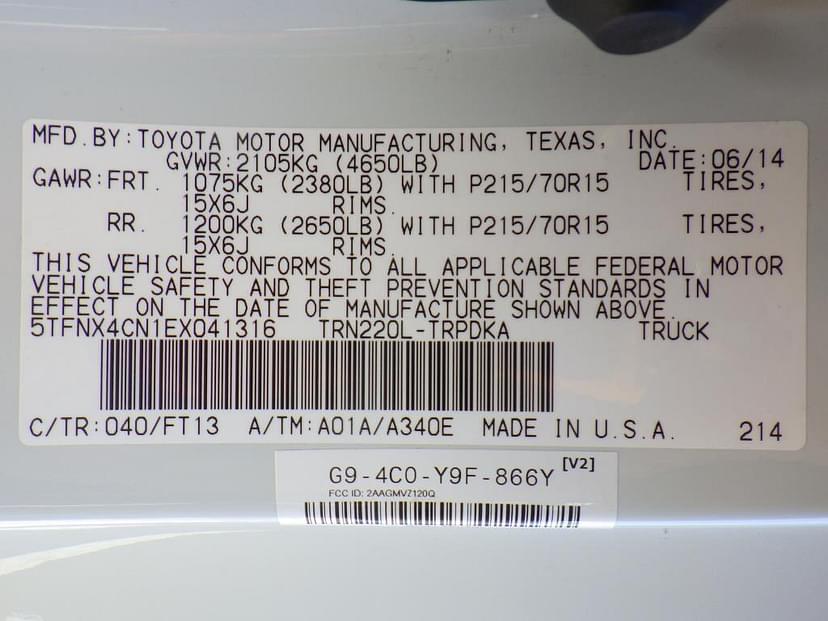 MFD.BY:TOYOTA MOTOR MANUFACTURING, TEXAS, INC.
GVWR:2105KG (4650LB) DATE:06/14
GAWR:FRT. 1075KG (2380LB) WITH P215/70R15 TIRES,
15X6J RIMS.
RR. 1200KG (2650LB) WITH P215/70R15 TIRES,
15X6J RIMS.
THIS VEHICLE CONFORMS TO ALL APPLICABLE FEDERAL MOTOR
VEHICLE SAFETY AND THEFT PREVENTION STANDARDS IN
EFFECT ON THE DATE OF MANUFACTURE SHOWN ABOVE.
5TFNX4CN1EX041316 TRN220L-TRPDKA TRUCK
C/TR:040/FT13 A/TM:A01A/A340E MADE IN U.S.A. 214
G9-4C0-Y9F-866Y [V2]
FCC ID: 2AAGMVZ120Q